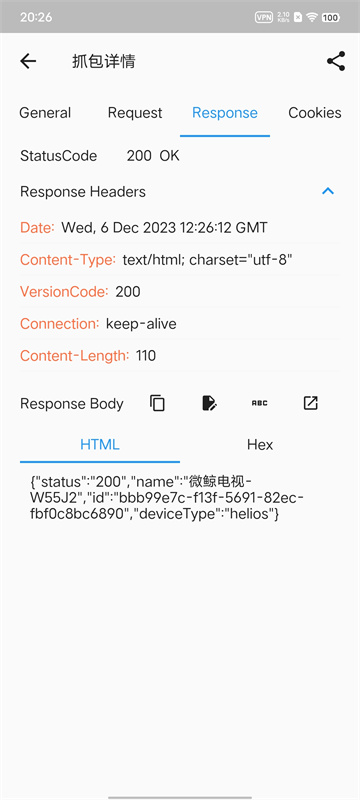 20:26 VPN 2.10 KB/s 100
抓包详情
General Request Response Cookies
StatusCode 200 OK
Response Headers
Date: Wed, 6 Dec 2023 12:26:12 GMT
Content-Type: text/html; charset="utf-8"
VersionCode: 200
Connection: keep-alive
Content-Length: 110
Response Body ABC
HTML Hex
{"status":"200","name":"微鲸电视-
W55J2","id":"bbb99e7c-f13f-5691-82ec-
fbf0c8bc6890","deviceType":"helios"}